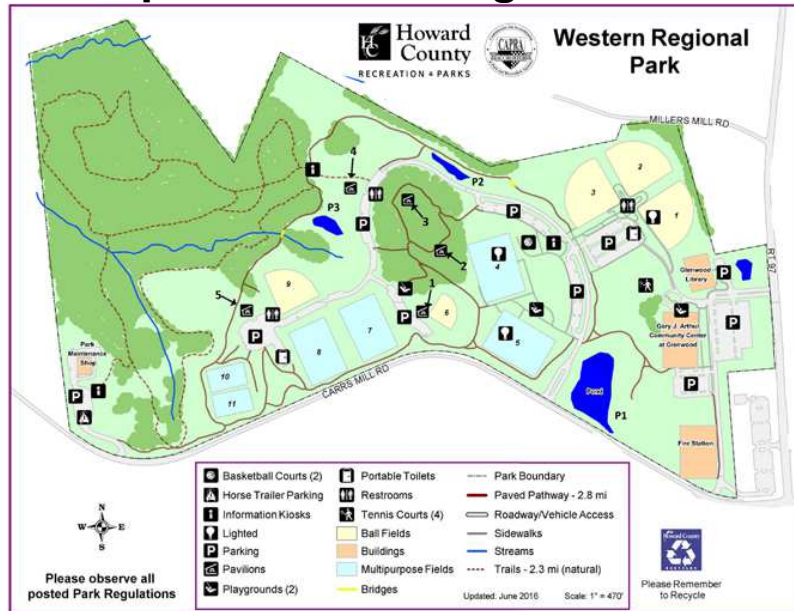 Howard
County
RECREATION + PARKS
CAPRA
Western Regional
Park
MILLERS MILL RD
RT. 97
CARRS MILL RD
4
P2
P3
3
2
1
5
1
2
3
4
5
6
7
8
9
10
11
Glenwood
Library
Gary J. Arthur
Community Center
at Glenwood
Park
Maintenance
Shop
Pond
P1
Fire Station
Basketball Courts (2)
Horse Trailer Parking
Information Kiosks
Lighted
Parking
Pavilions
Playgrounds (2)
Portable Toilets
Restrooms
Tennis Courts (4)
Ball Fields
Buildings
Multipurpose Fields
Bridges
Park Boundary
Paved Pathway - 2.8 mi
Roadway/Vehicle Access
Sidewalks
Streams
Trails - 2.3 mi (natural)
Updated: June 2016
Scale: 1" = 470'
N
W E
S
Please observe all
posted Park Regulations
Howard County
RECYCLES
Please Remember
to Recycle